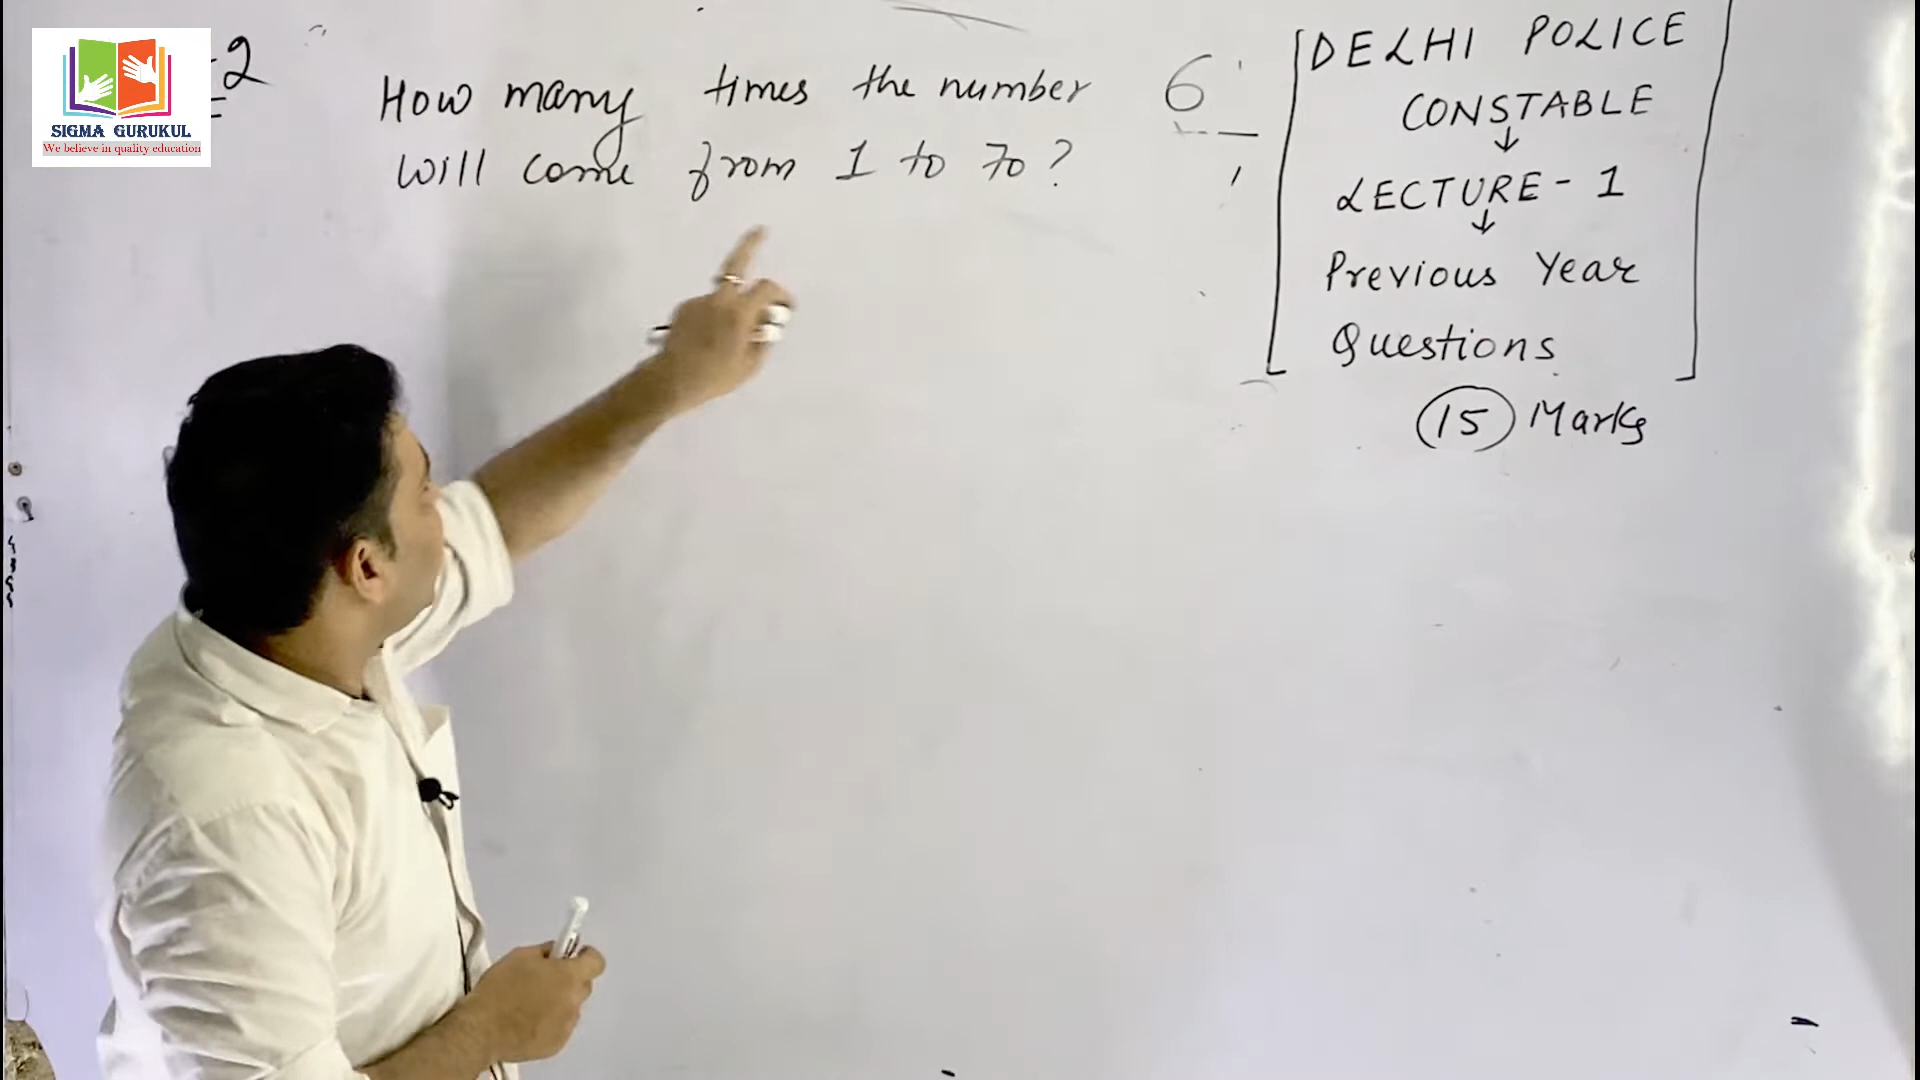 SIGMA GURUKUL
We believe in quality education
-2
How many times the number 6
will come from 1 to 70?
[DELHI POLICE
CONSTABLE
↓
LECTURE - 1
↓
Previous Year
Questions]
15 Marks